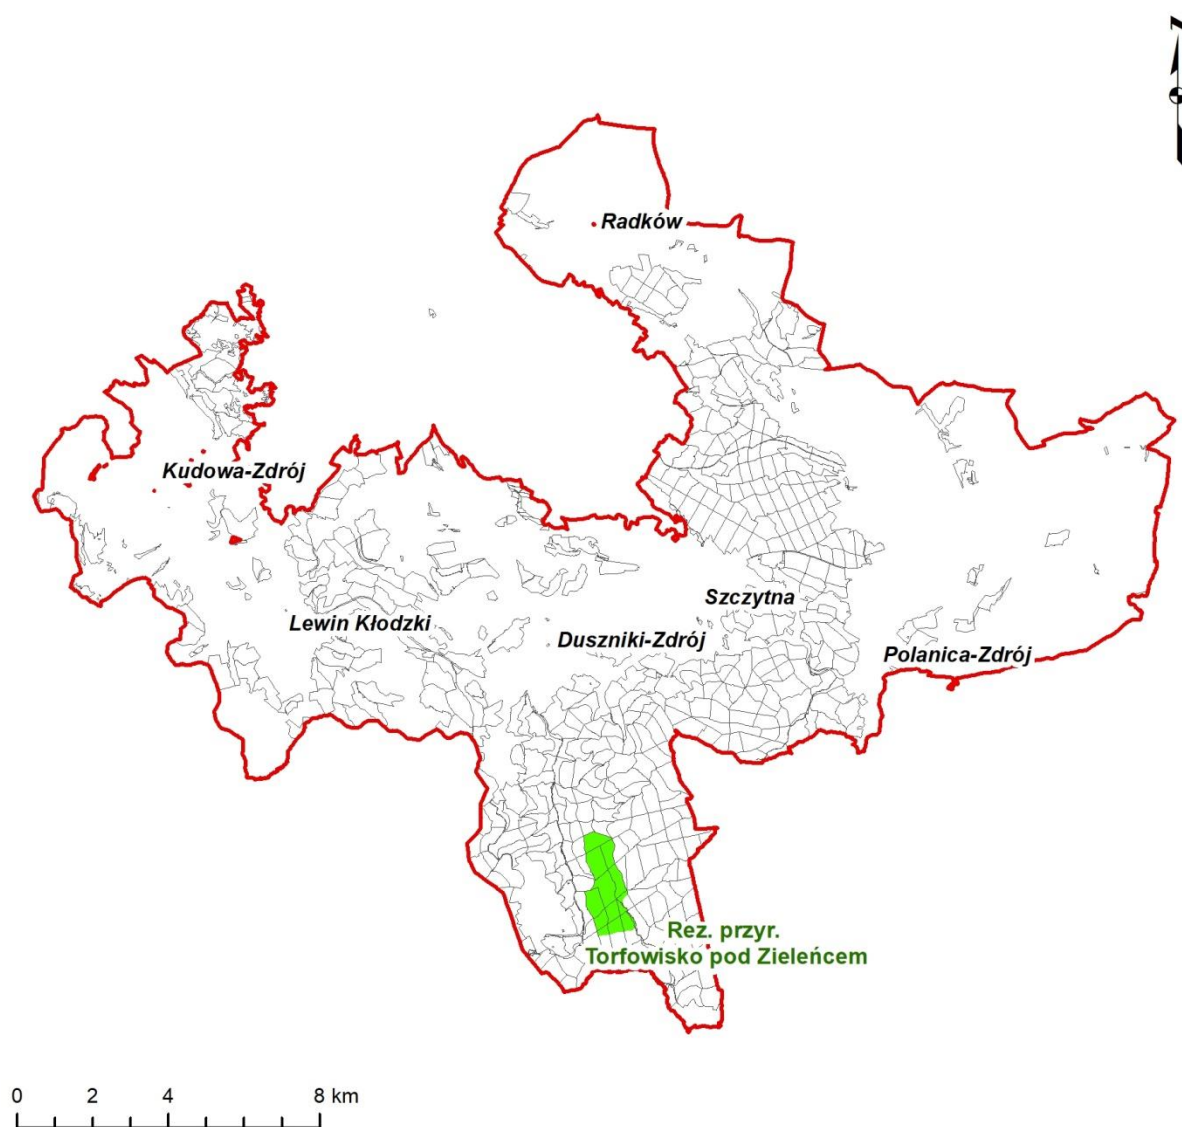 N
Radków
Kudowa-Zdrój
Szczytna
Lewin Kłodzki
Duszniki-Zdrój
Polanica-Zdrój
Rez. przyr.
Torfowisko pod Zieleńcem
0 2 4 8 km